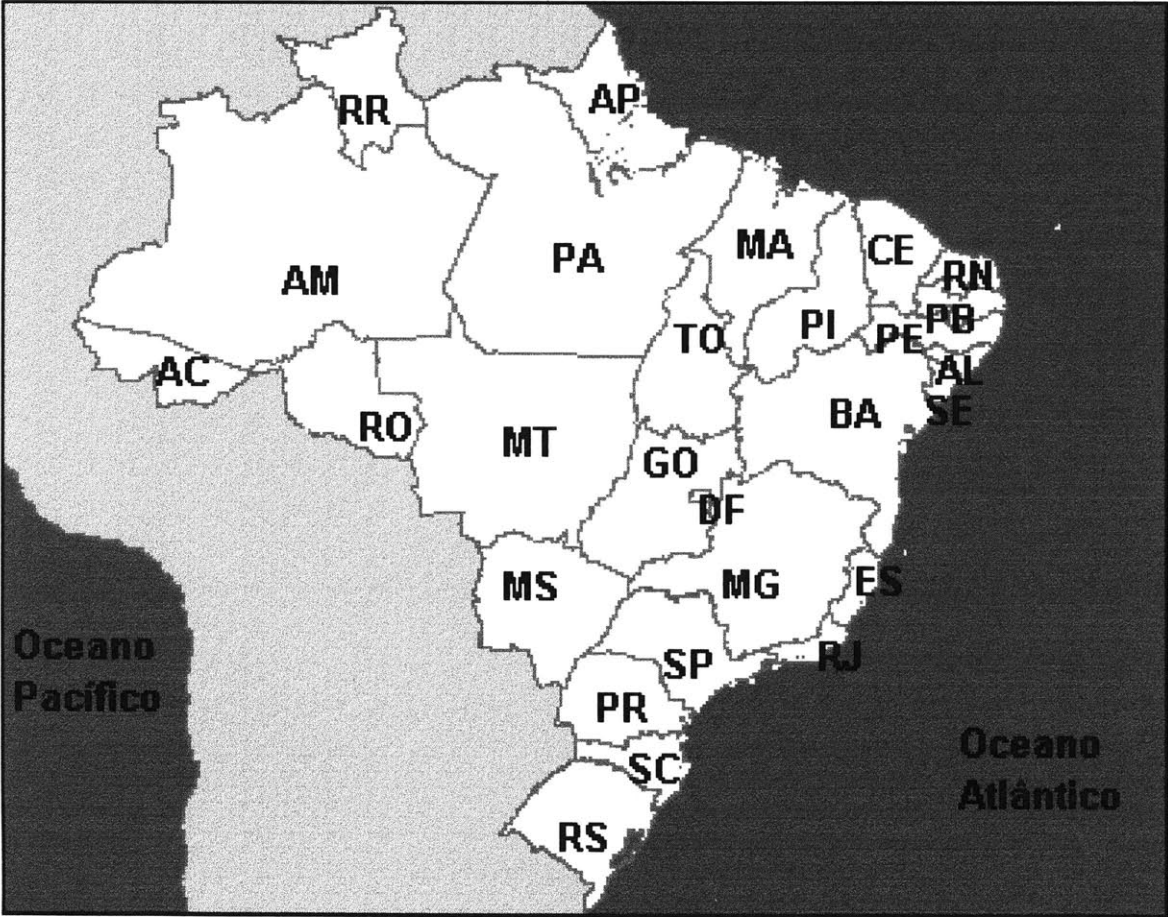 RR
AP
AM
PA
MA
CE
RN
PB
PI
PE
TO
AL
AC
SE
RO
MT
BA
GO
DF
MS
MG
ES
Oceano
Pacífico
SP
RJ
PR
SC
Oceano
Atlântico
RS